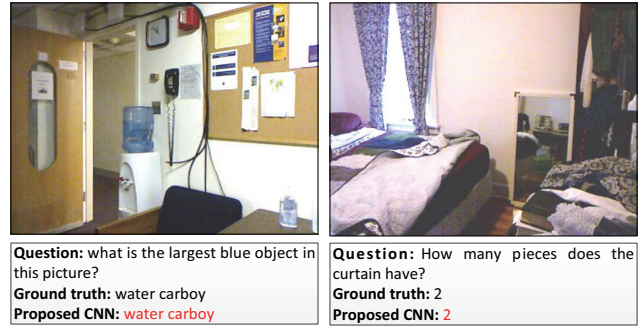 Question: what is the largest blue object in
this picture?
Ground truth: water carboy
Proposed CNN: water carboy
Question: How many pieces does the
curtain have?
Ground truth: 2
Proposed CNN: 2